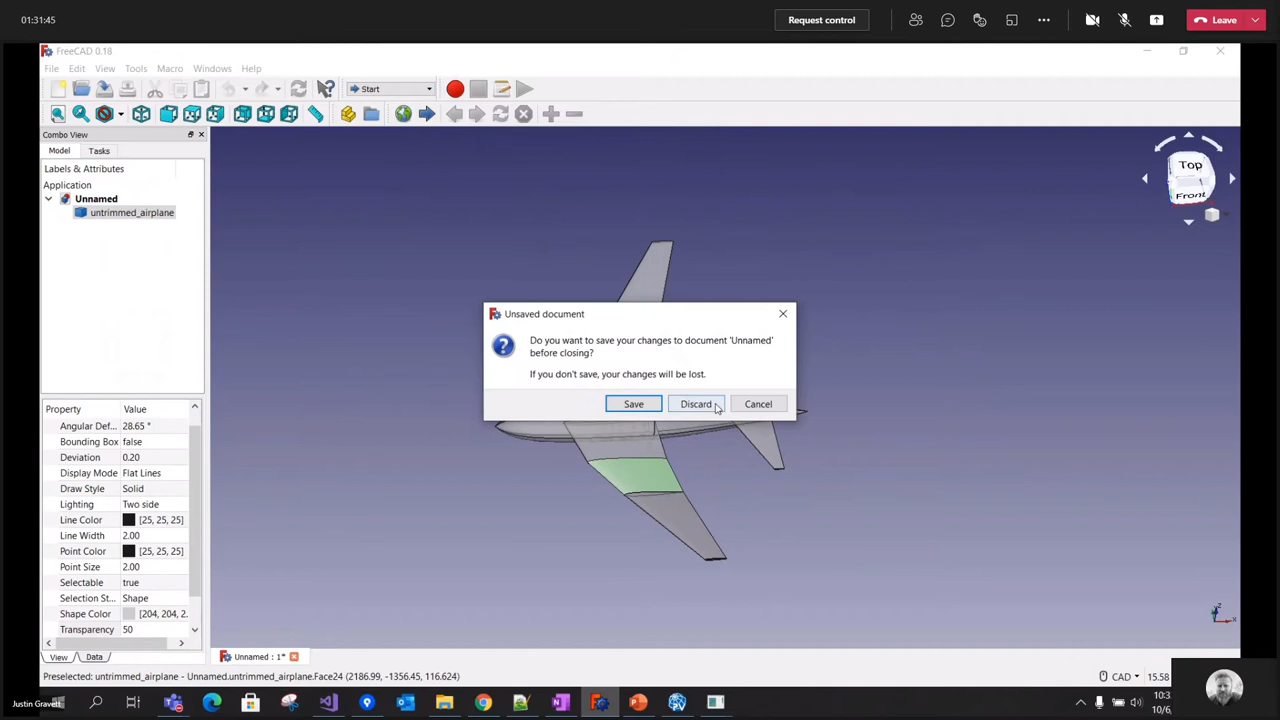 01:31:45
Request control
Leave
FreeCAD 0.18
File Edit View Tools Macro Windows Help
Start
Combo View
Model Tasks
Labels & Attributes
Application
Unnamed
untrimmed_airplane
Top
Front
Unsaved document
Do you want to save your changes to document 'Unnamed'
before closing?
If you don't save, your changes will be lost.
Save Discard Cancel
Property Value
Angular Def... 28.65 °
Bounding Box false
Deviation 0.20
Display Mode Flat Lines
Draw Style Solid
Lighting Two side
Line Color [25, 25, 25]
Line Width 2.00
Point Color [25, 25, 25]
Point Size 2.00
Selectable true
Selection St... Shape
Shape Color [204, 204, 2...
Transparency 50
View Data
Unnamed : 1*
Z
X
Preselected: untrimmed_airplane - Unnamed.untrimmed_airplane.Face24 (2186.99, -1356.45, 116.624)
CAD 15.58
Justin Gravett
10:3
10/6,